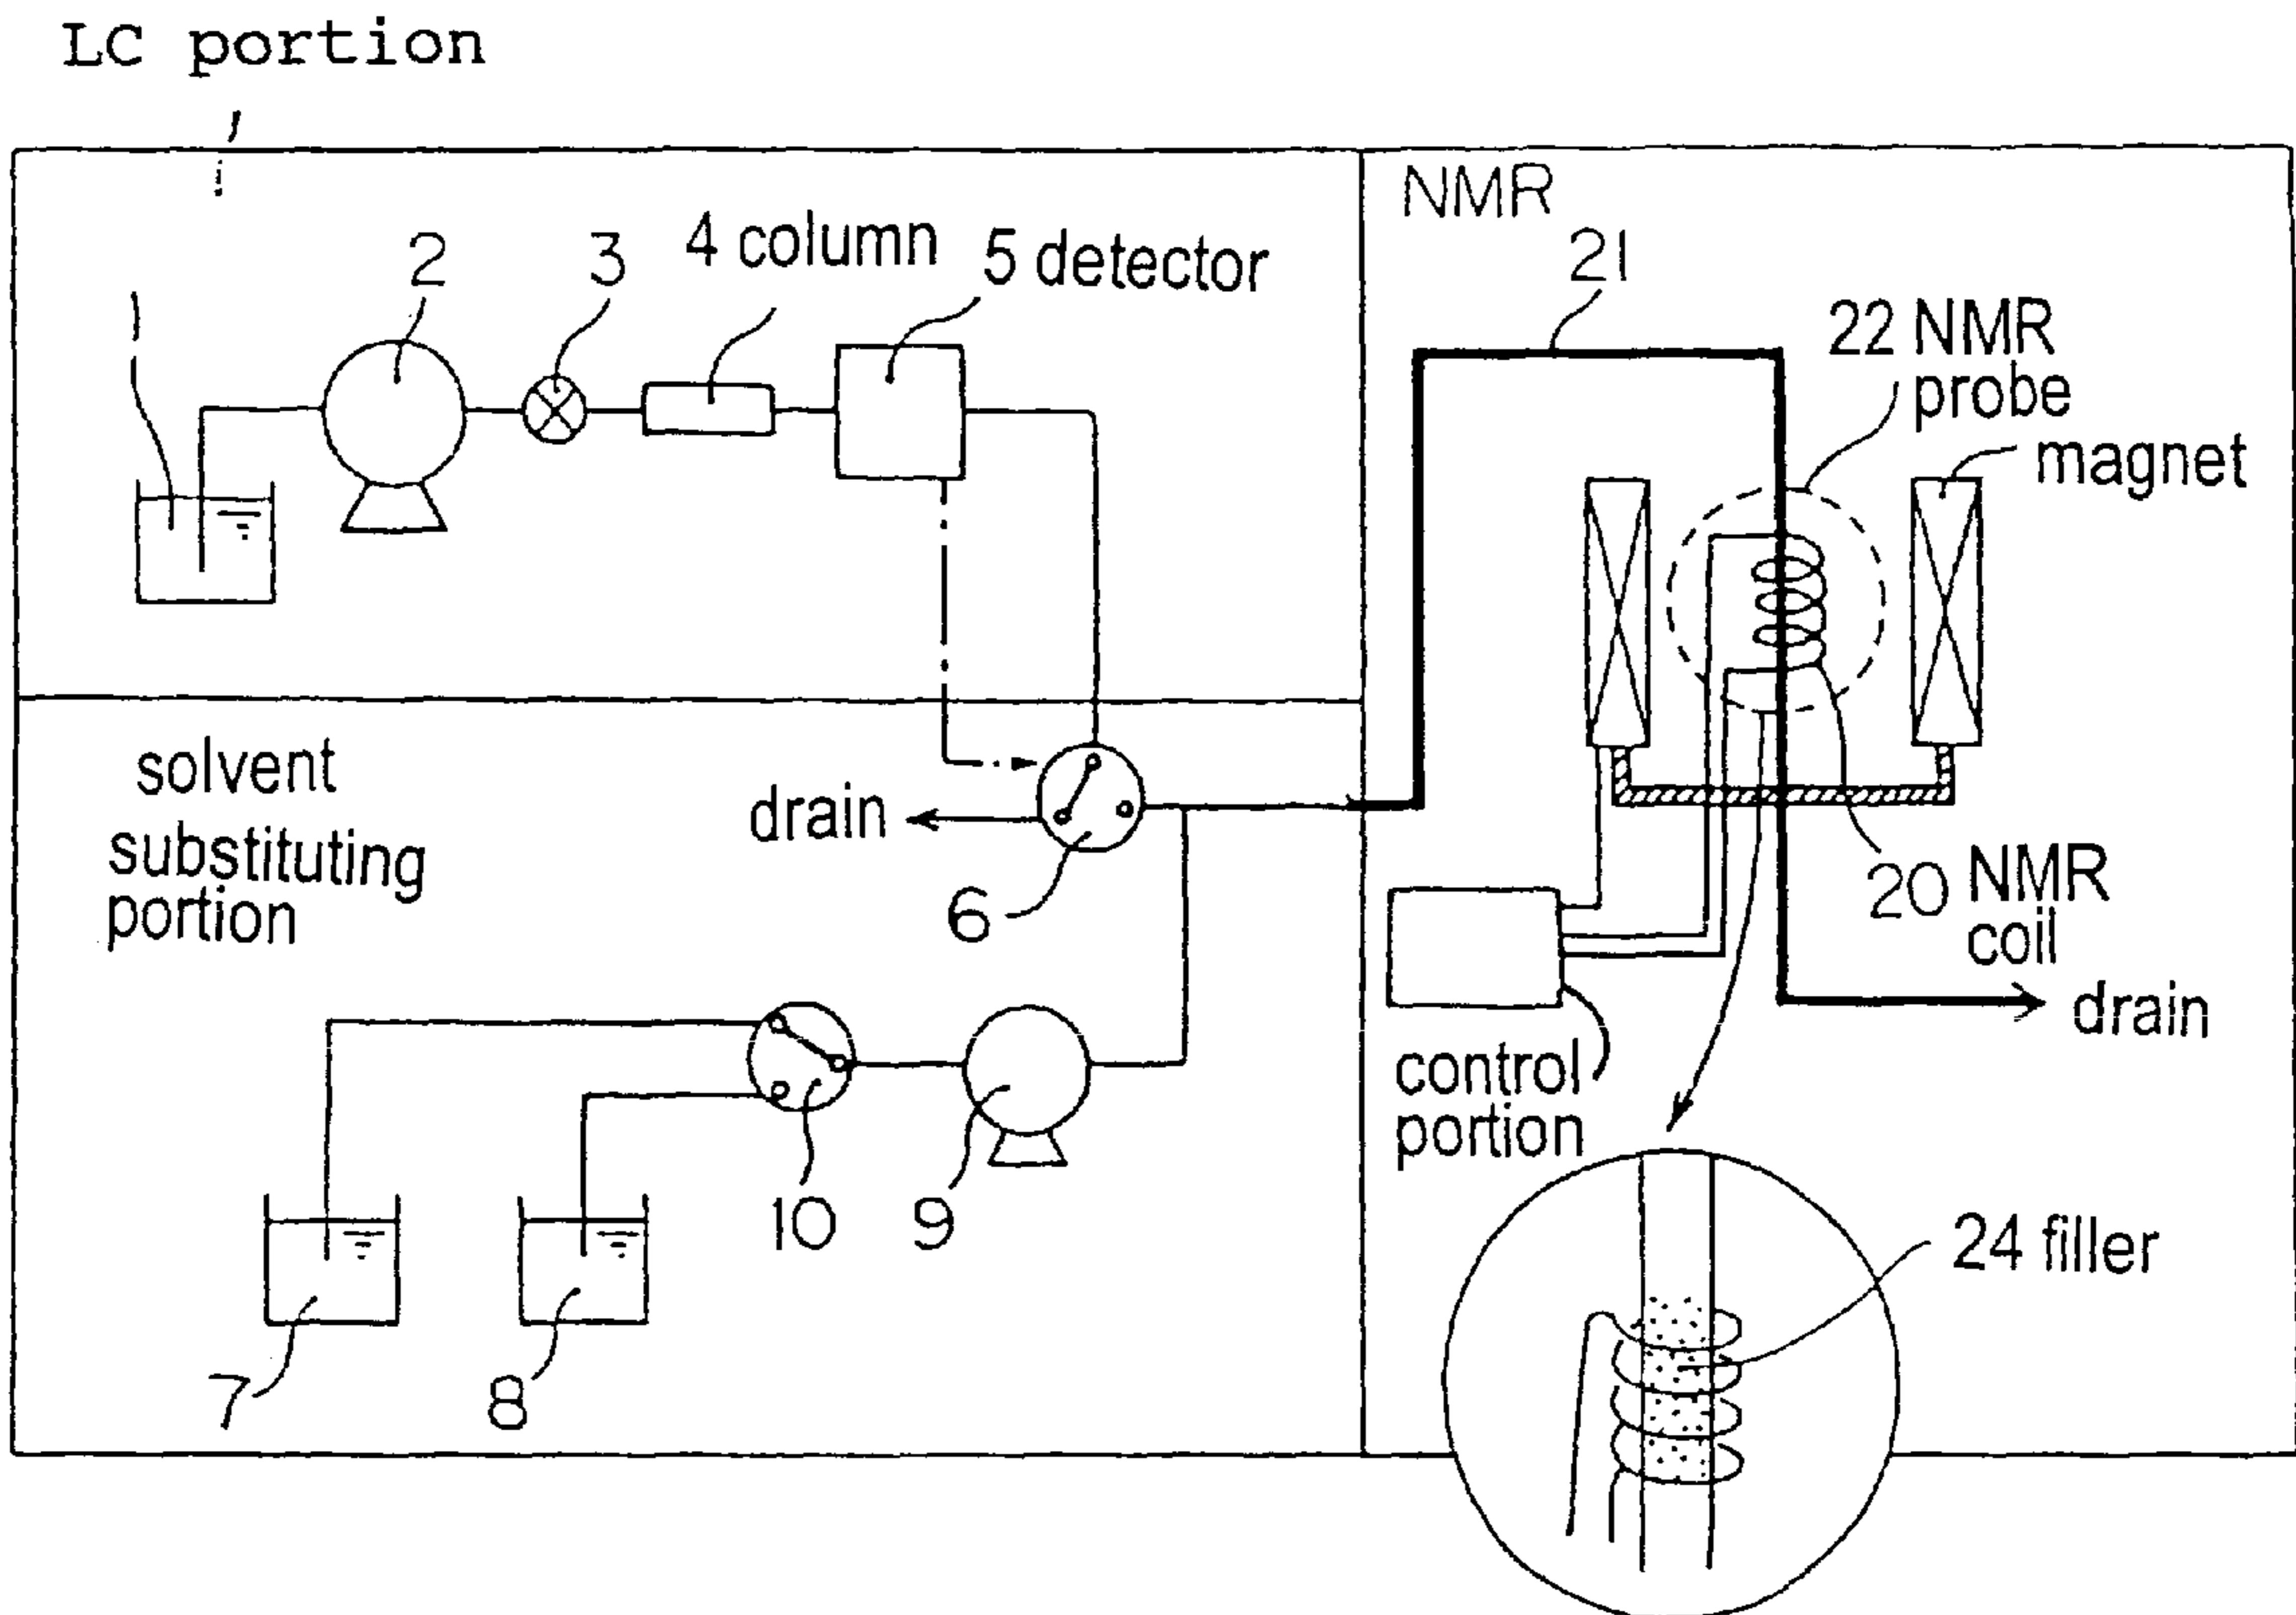 LC portion
1
2
3
4 column
5 detector
NMR
21
22 NMR
probe
magnet
solvent
substituting
portion
drain
6
20 NMR
coil
drain
control
portion
10
9
7
8
24 filler